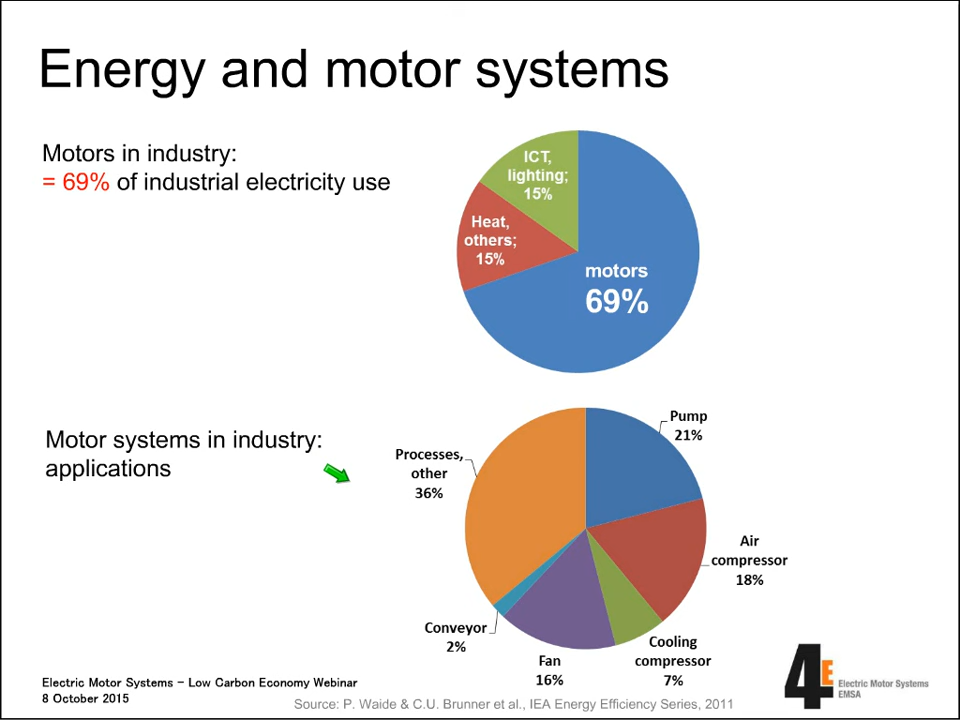 Energy and motor systems
Motors in industry:
= 69% of industrial electricity use
ICT,
lighting;
15%
Heat,
others;
15%
motors
69%
Motor systems in industry:
applications
Pump
21%
Processes,
other
36%
Air
compressor
18%
Conveyor
2%
Fan
16%
Cooling
compressor
7%
Electric Motor Systems – Low Carbon Economy Webinar
8 October 2015
Source: P. Waide & C.U. Brunner et al., IEA Energy Efficiency Series, 2011
4E
Electric Motor Systems
EMSA